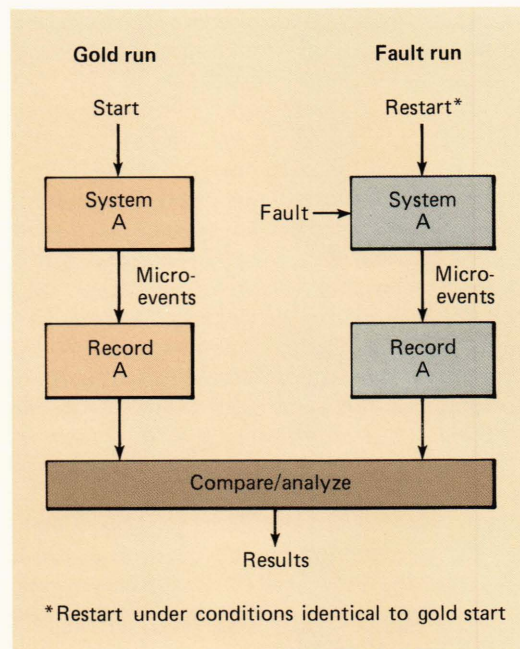 Gold run
Fault run
Start
Restart*
System
A
Fault
System
A
Micro-
events
Micro-
events
Record
A
Record
A
Compare/analyze
Results
*Restart under conditions identical to gold start